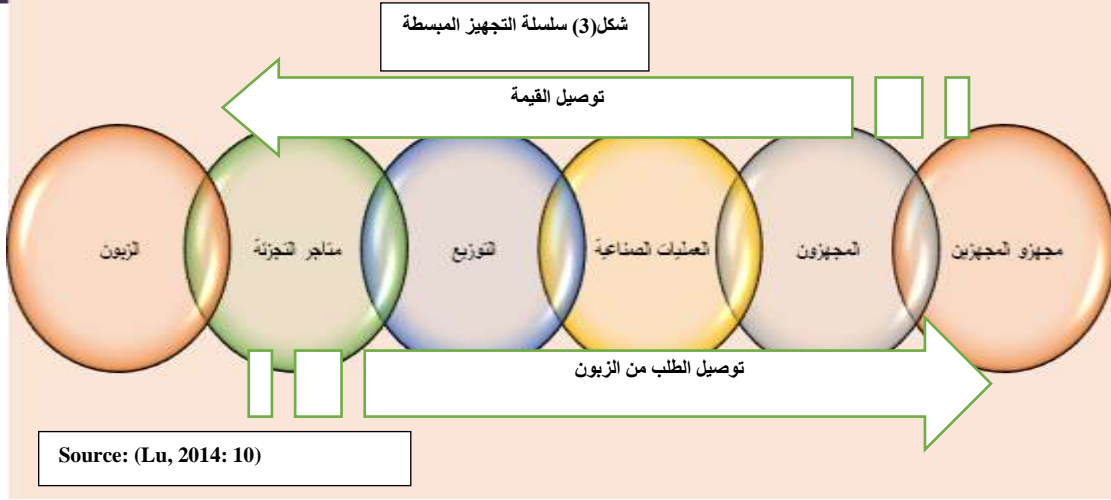 شكل(3) سلسلة التجهيز المبسطة
توصيل القيمة
مجهزو المجهزين
المجهزون
العمليات الصناعية
التوزيع
متاجر التجزئة
الزبون
توصيل الطلب من الزبون
Source: (Lu, 2014: 10)